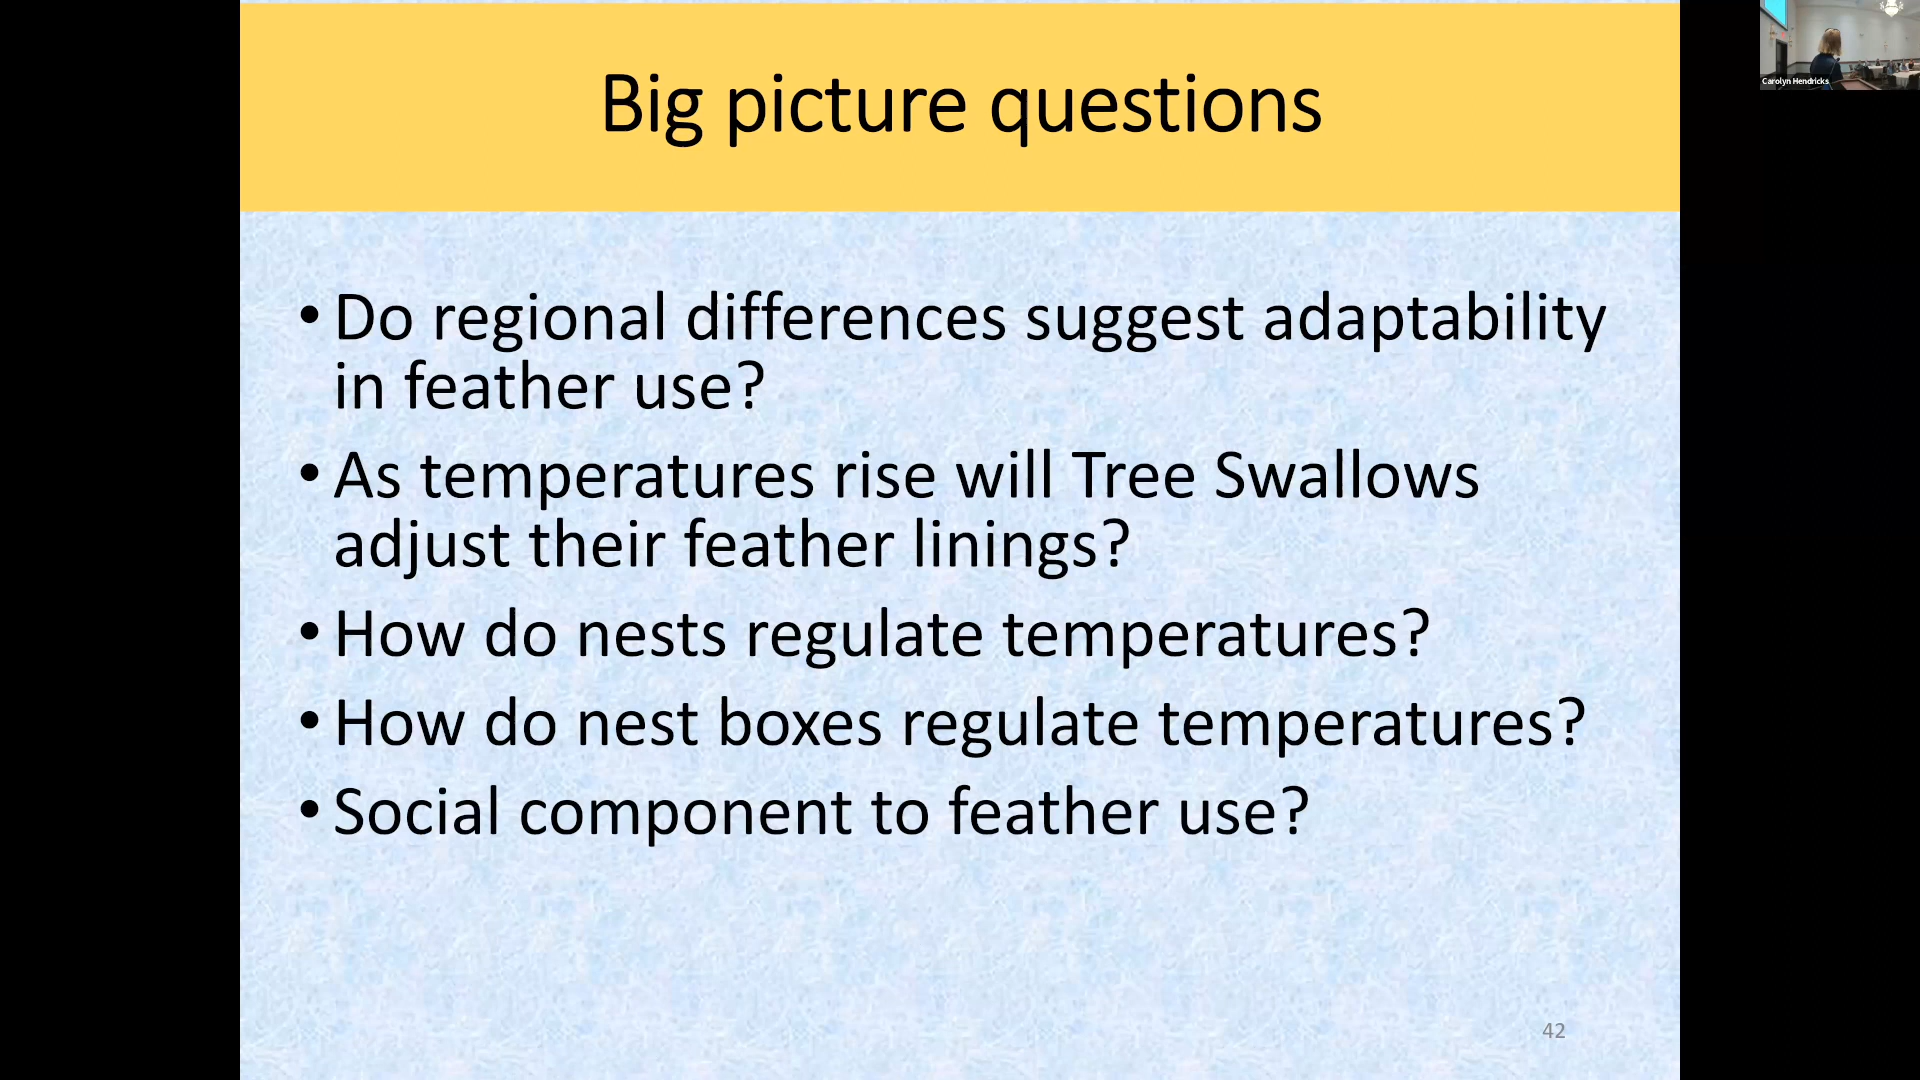 Big picture questions
Carolyn Hendricks
• Do regional differences suggest adaptability
in feather use?
• As temperatures rise will Tree Swallows
adjust their feather linings?
• How do nests regulate temperatures?
• How do nest boxes regulate temperatures?
• Social component to feather use?
42